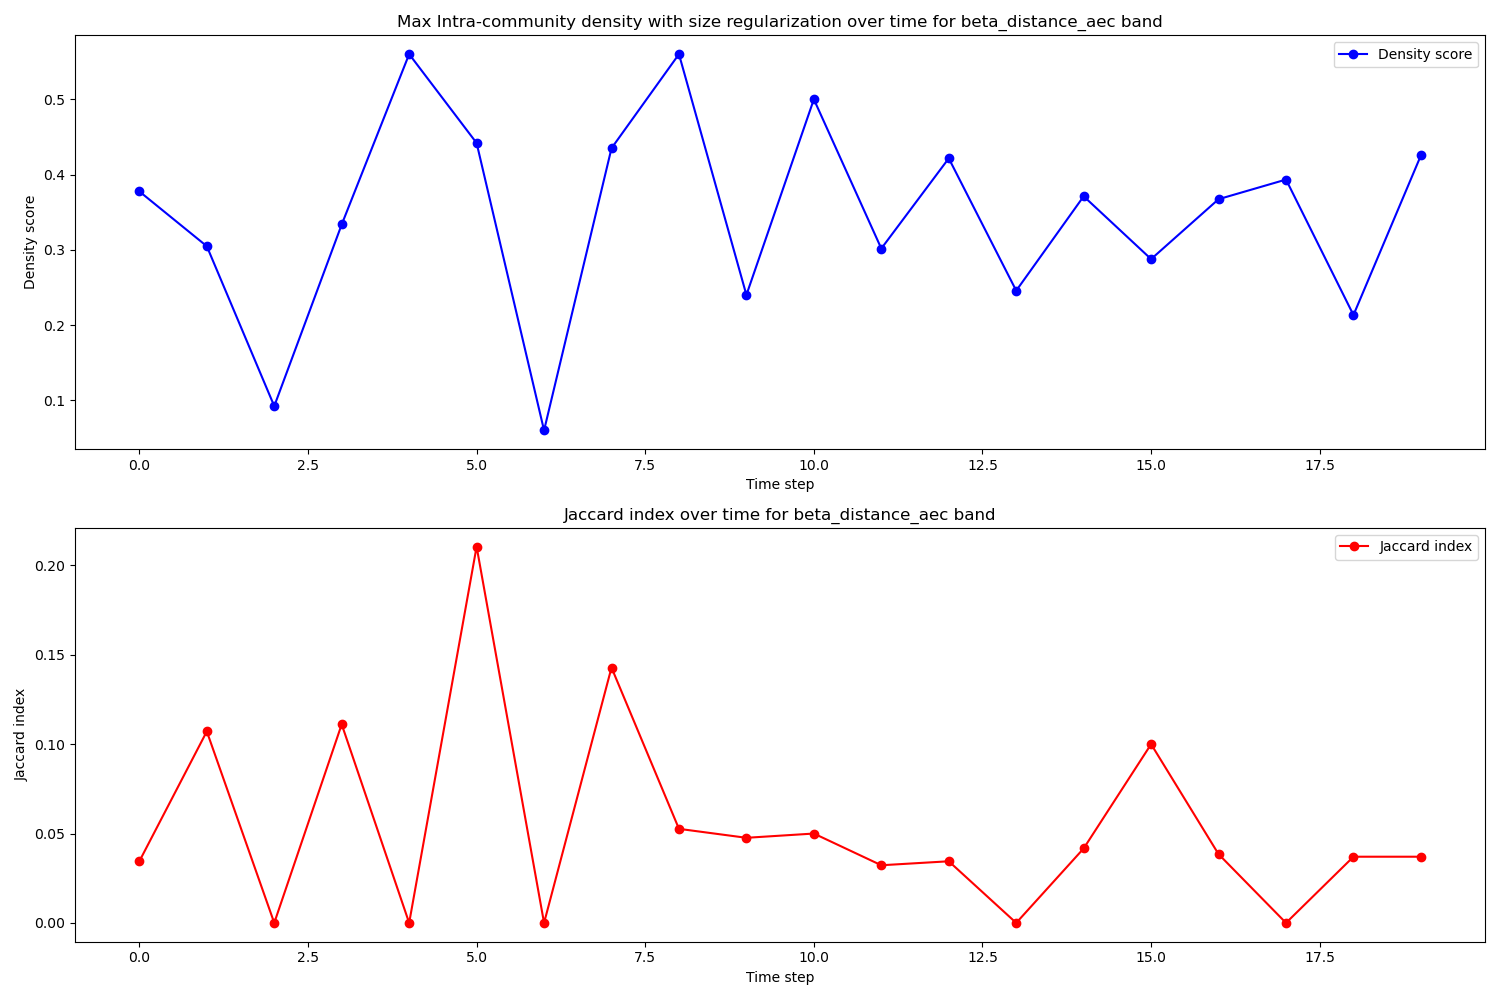 Max Intra-community density with size regularization over time for beta_distance_aec band
Density score
Density score
0.5
0.4
0.3
0.2
0.1
0.0 2.5 5.0 7.5 10.0 12.5 15.0 17.5
Time step
Jaccard index over time for beta_distance_aec band
Jaccard index
Jaccard index
0.20
0.15
0.10
0.05
0.00
0.0 2.5 5.0 7.5 10.0 12.5 15.0 17.5
Time step